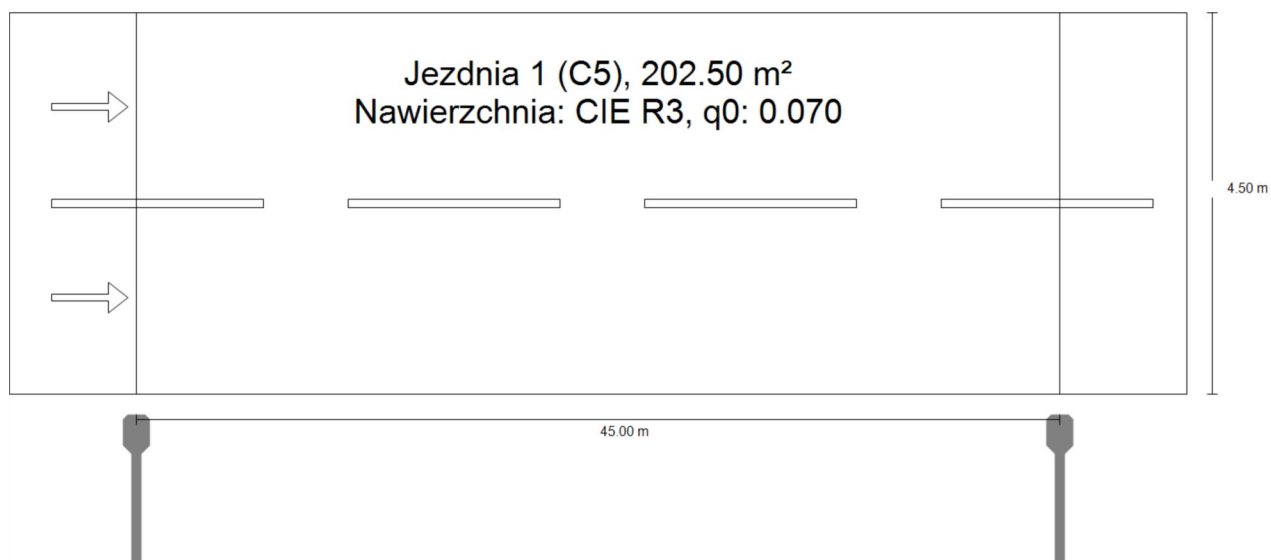 Jezdnia 1 (C5), 202.50 m²
Nawierzchnia: CIE R3, q0: 0.070
4.50 m
45.00 m